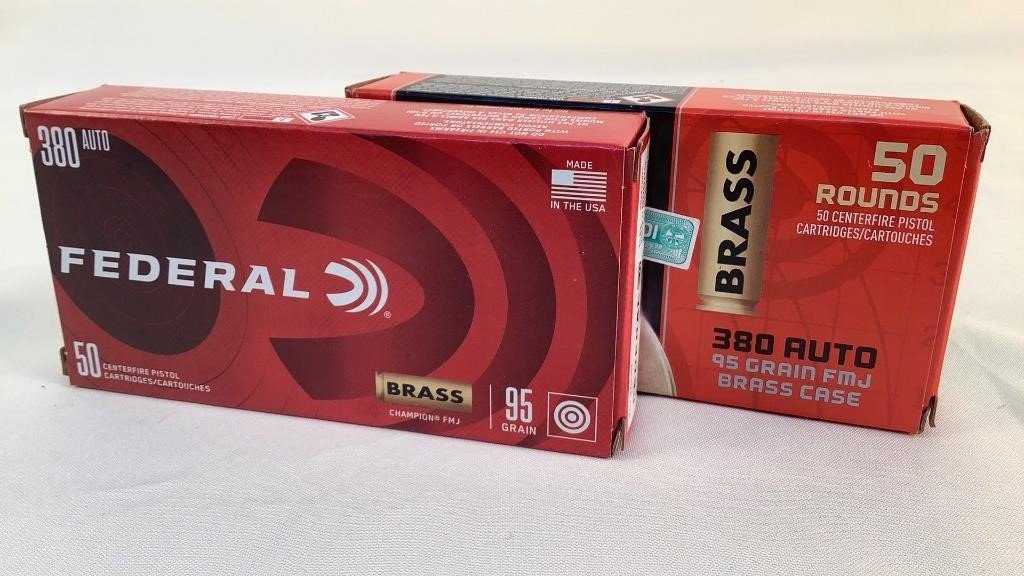 380 AUTO
FEDERAL
50 CENTERFIRE PISTOL
CARTRIDGES/CARTOUCHES
MADE
IN THE USA
BRASS
CHAMPION® FMJ
95
GRAIN
BRASS
50
ROUNDS
50 CENTERFIRE PISTOL
CARTRIDGES/CARTOUCHES
380 AUTO
95 GRAIN FMJ
BRASS CASE